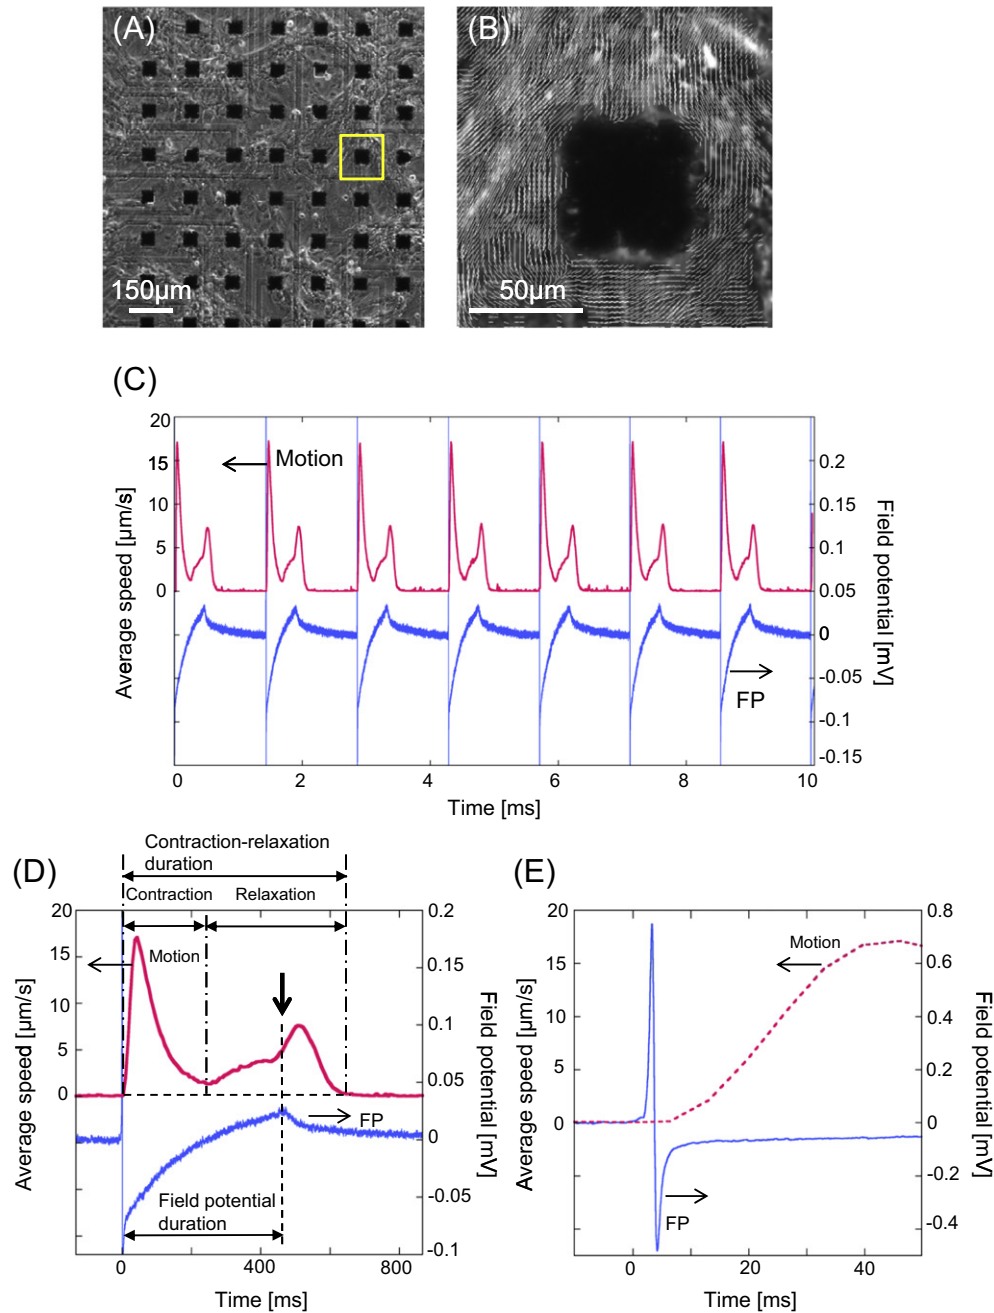 (A)
150μm
(B)
50μm
(C)
20
15
10
5
0
Average speed [μm/s]
Motion
FP
0.2
0.15
0.1
0.05
0
-0.05
-0.1
-0.15
Field potential [mV]
0 2 4 6 8 10
Time [ms]
(D)
Contraction-relaxation
duration
Contraction Relaxation
20
15
10
5
0
Average speed [μm/s]
Motion
FP
Field potential
duration
0.2
0.15
0.1
0.05
0
-0.05
-0.1
Field potential [mV]
0 400 800
Time [ms]
(E)
20
15
10
5
0
Average speed [μm/s]
Motion
FP
0.8
0.6
0.4
0.2
0
-0.2
-0.4
Field potential [mV]
0 20 40
Time [ms]